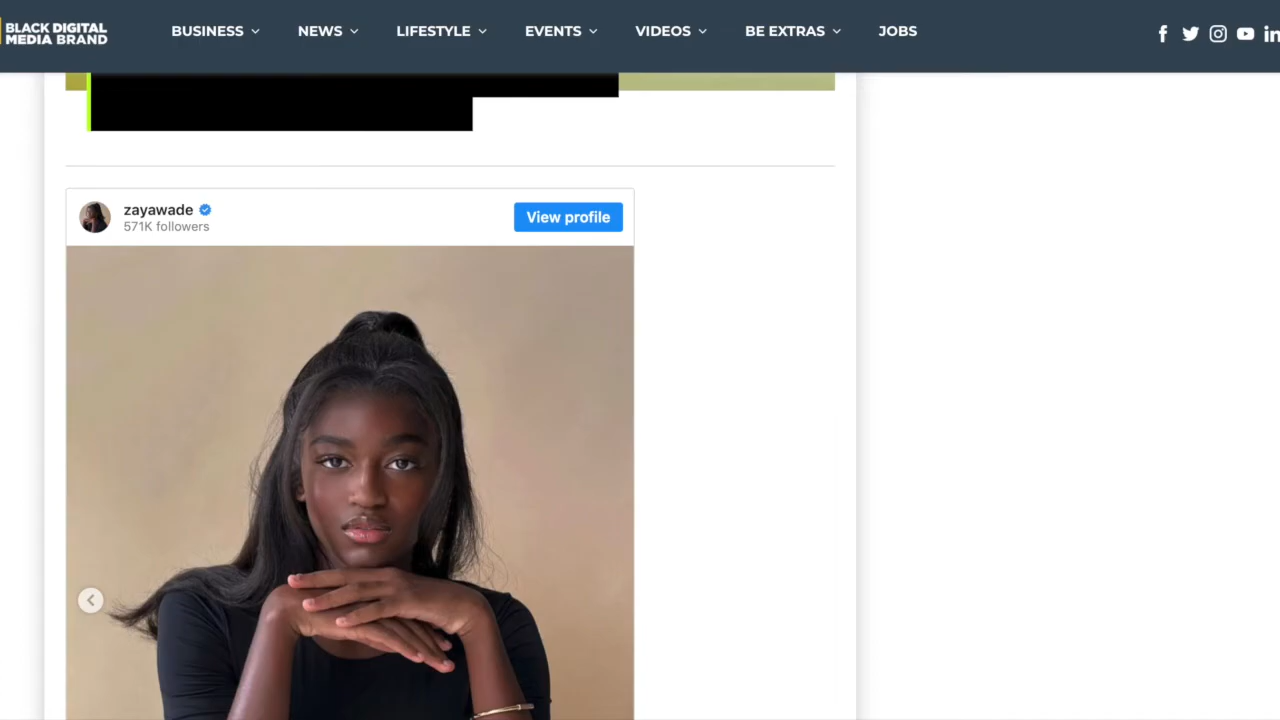 BLACK DIGITAL
MEDIA BRAND
BUSINESS
NEWS
LIFESTYLE
EVENTS
VIDEOS
BE EXTRAS
JOBS
zayawade
571K followers
View profile